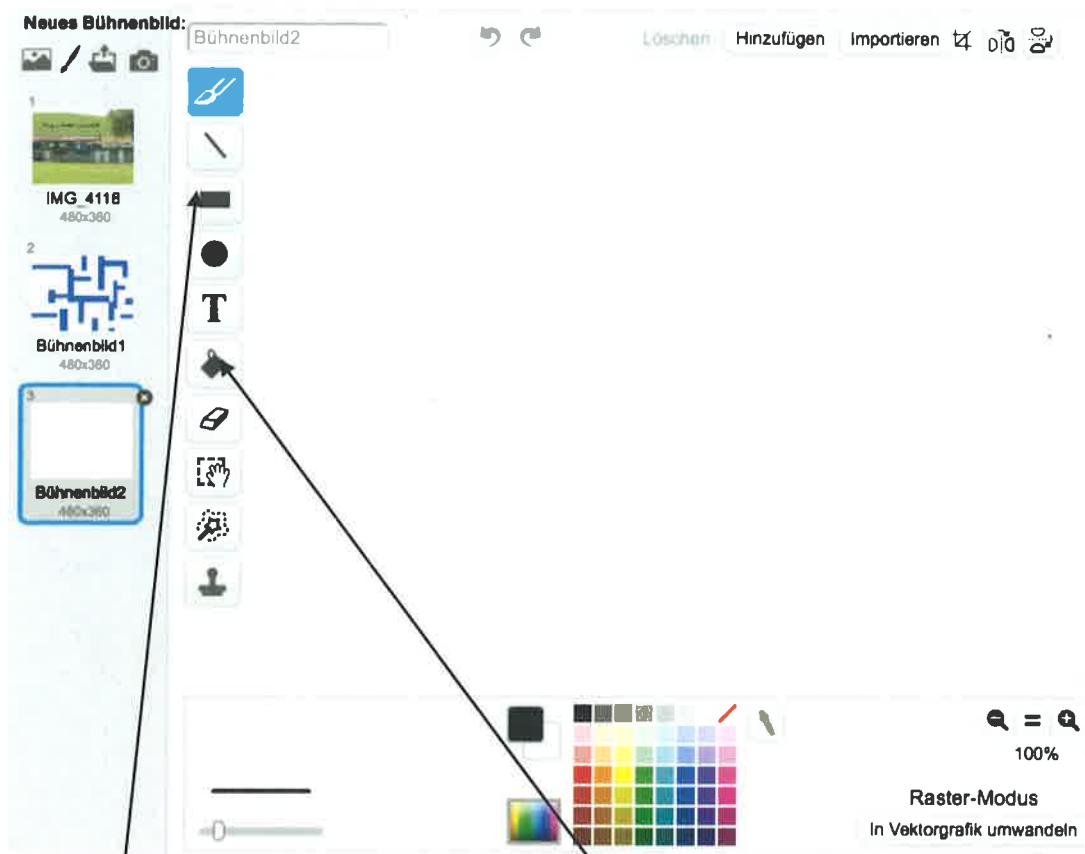 Neues Bühnenbild:
Bühnenbild2
Löschen
Hinzufügen
Importieren
1
IMG_4116
480x360
2
Bühnenbild1
480x360
3
Bühnenbild2
480x360
T
100%
Raster-Modus
In Vektorgrafik umwandeln